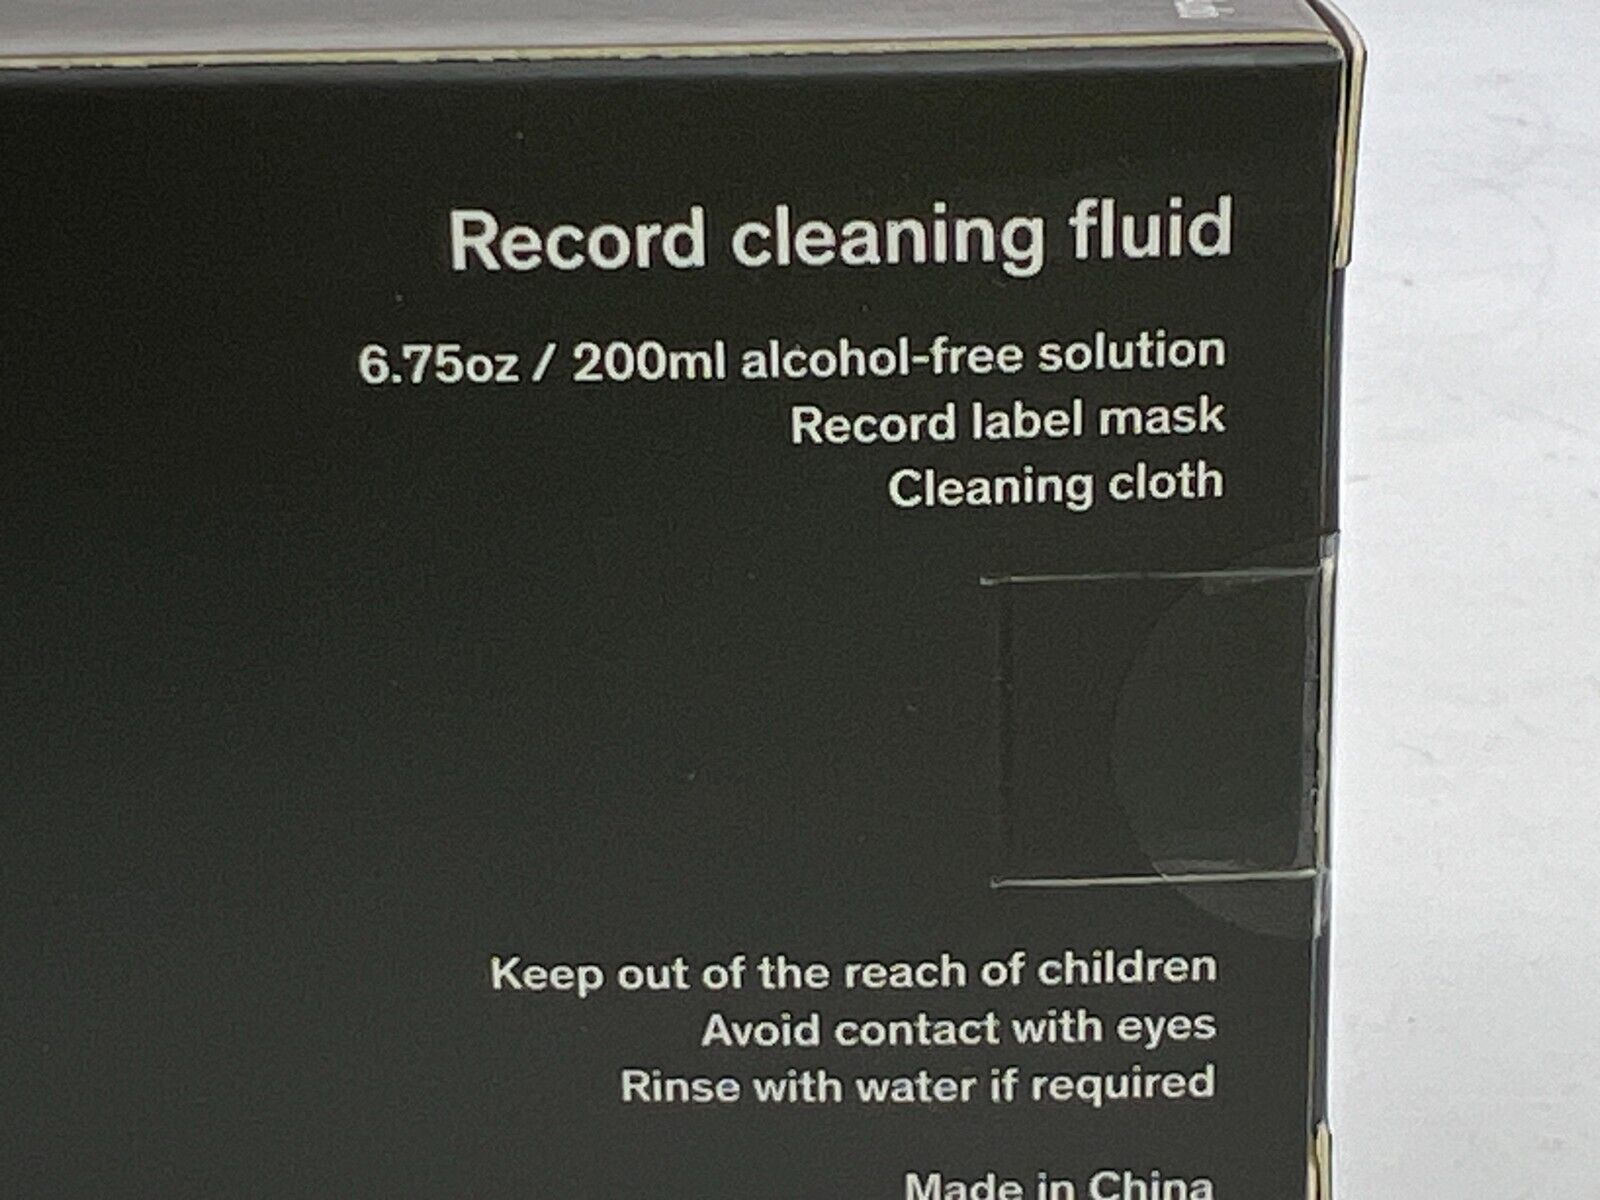 Record cleaning fluid
6.75oz / 200ml alcohol-free solution
Record label mask
Cleaning cloth
Keep out of the reach of children
Avoid contact with eyes
Rinse with water if required
Made in China